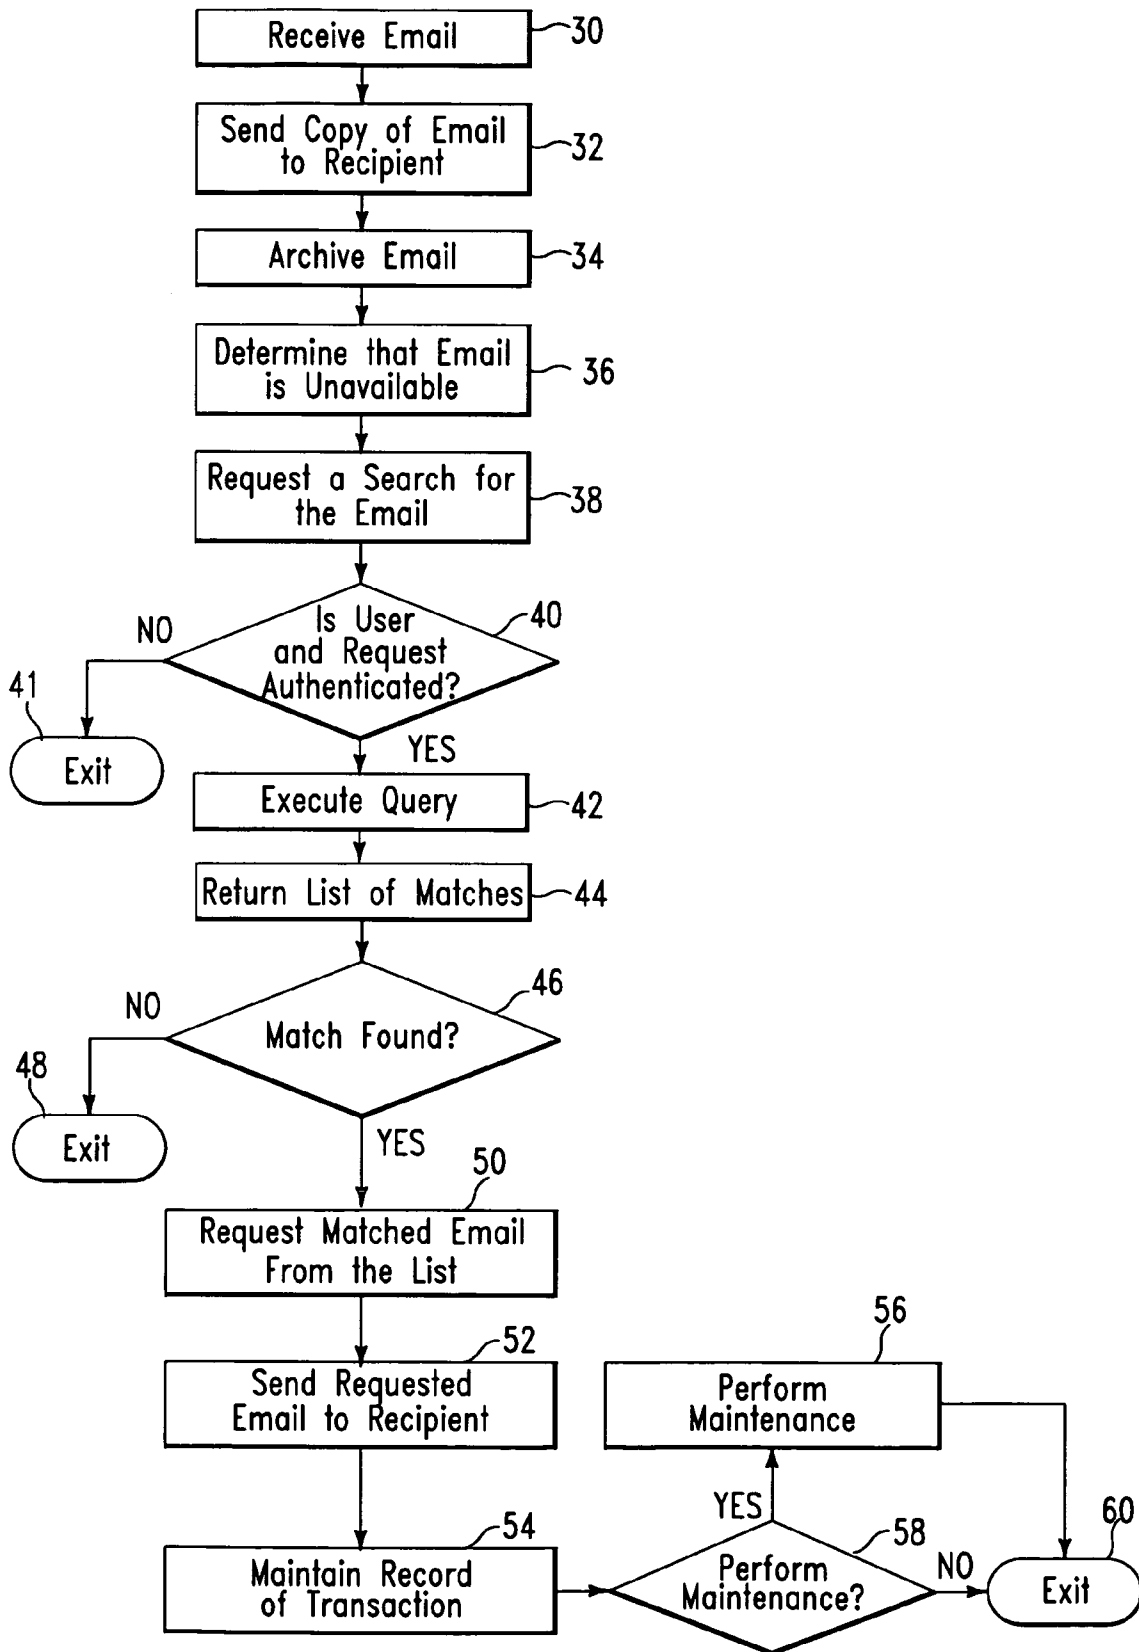 Receive Email
30
Send Copy of Email
to Recipient
32
Archive Email
34
Determine that Email
is Unavailable
36
Request a Search for
the Email
38
Is User
and Request
Authenticated?
40
NO
41
Exit
YES
Execute Query
42
Return List of Matches
44
Match Found?
46
NO
48
Exit
YES
50
Request Matched Email
From the List
52
Send Requested
Email to Recipient
54
Maintain Record
of Transaction
56
Perform
Maintenance
YES
58
Perform
Maintenance?
NO
60
Exit